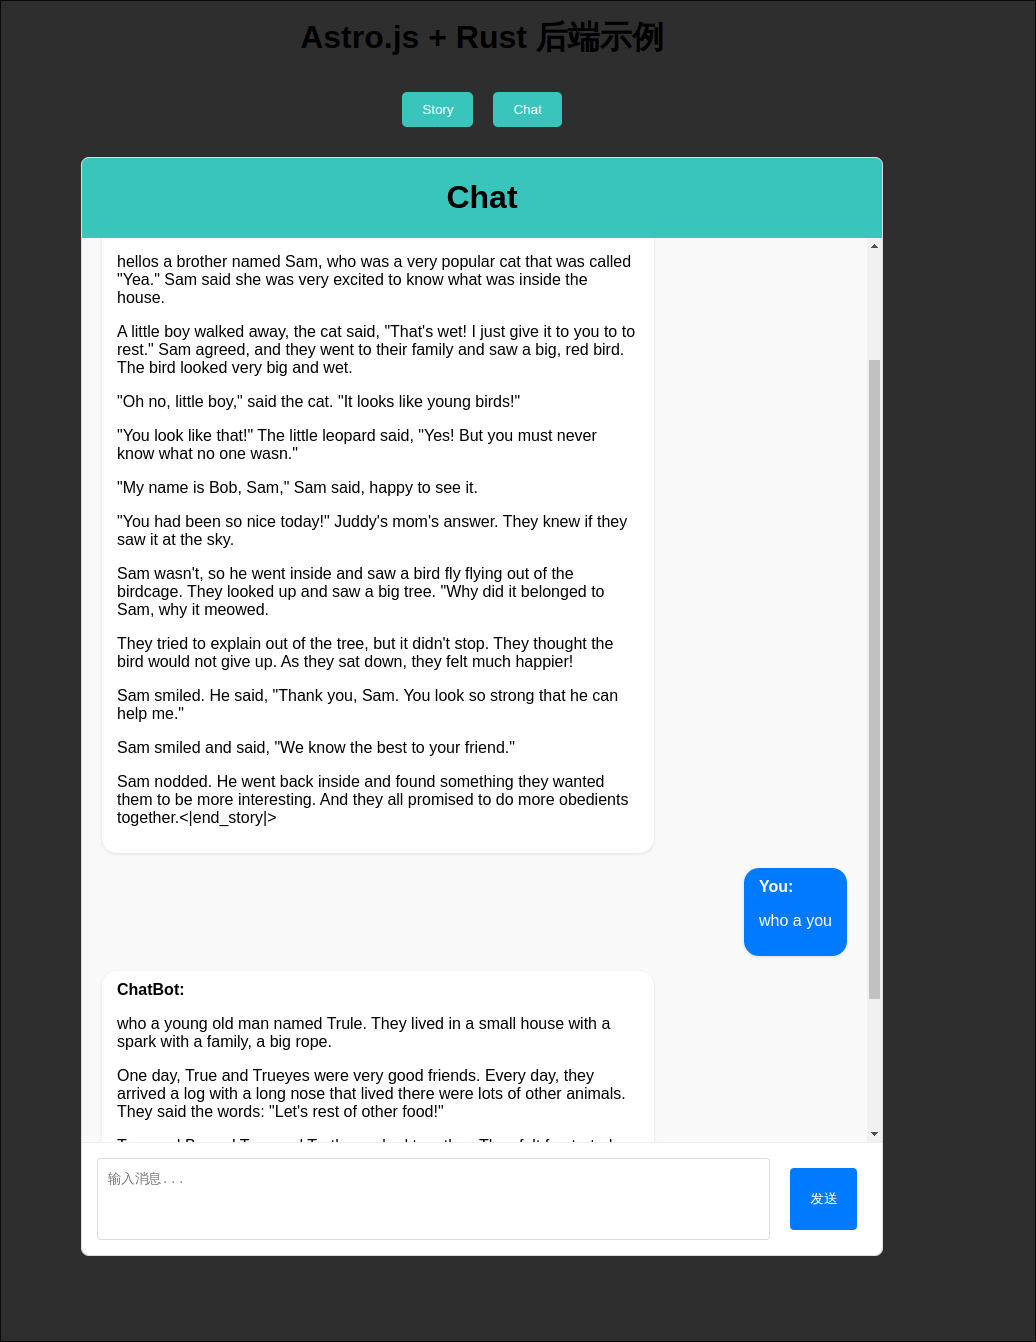 Astro.js + Rust 后端示例
Story
Chat
Chat
hellos a brother named Sam, who was a very popular cat that was called
"Yea." Sam said she was very excited to know what was inside the
house.
A little boy walked away, the cat said, "That's wet! I just give it to you to to
rest." Sam agreed, and they went to their family and saw a big, red bird.
The bird looked very big and wet.
"Oh no, little boy," said the cat. "It looks like young birds!"
"You look like that!" The little leopard said, "Yes! But you must never
know what no one wasn."
"My name is Bob, Sam," Sam said, happy to see it.
"You had been so nice today!" Juddy's mom's answer. They knew if they
saw it at the sky.
Sam wasn't, so he went inside and saw a bird fly flying out of the
birdcage. They looked up and saw a big tree. "Why did it belonged to
Sam, why it meowed.
They tried to explain out of the tree, but it didn't stop. They thought the
bird would not give up. As they sat down, they felt much happier!
Sam smiled. He said, "Thank you, Sam. You look so strong that he can
help me."
Sam smiled and said, "We know the best to your friend."
Sam nodded. He went back inside and found something they wanted
them to be more interesting. And they all promised to do more obedients
together.<|end_story|>
You:
who a you
ChatBot:
who a young old man named Trule. They lived in a small house with a
spark with a family, a big rope.
One day, True and Trueyes were very good friends. Every day, they
arrived a log with a long nose that lived there were lots of other animals.
They said the words: "Let's rest of other food!"
输入消息...
发送